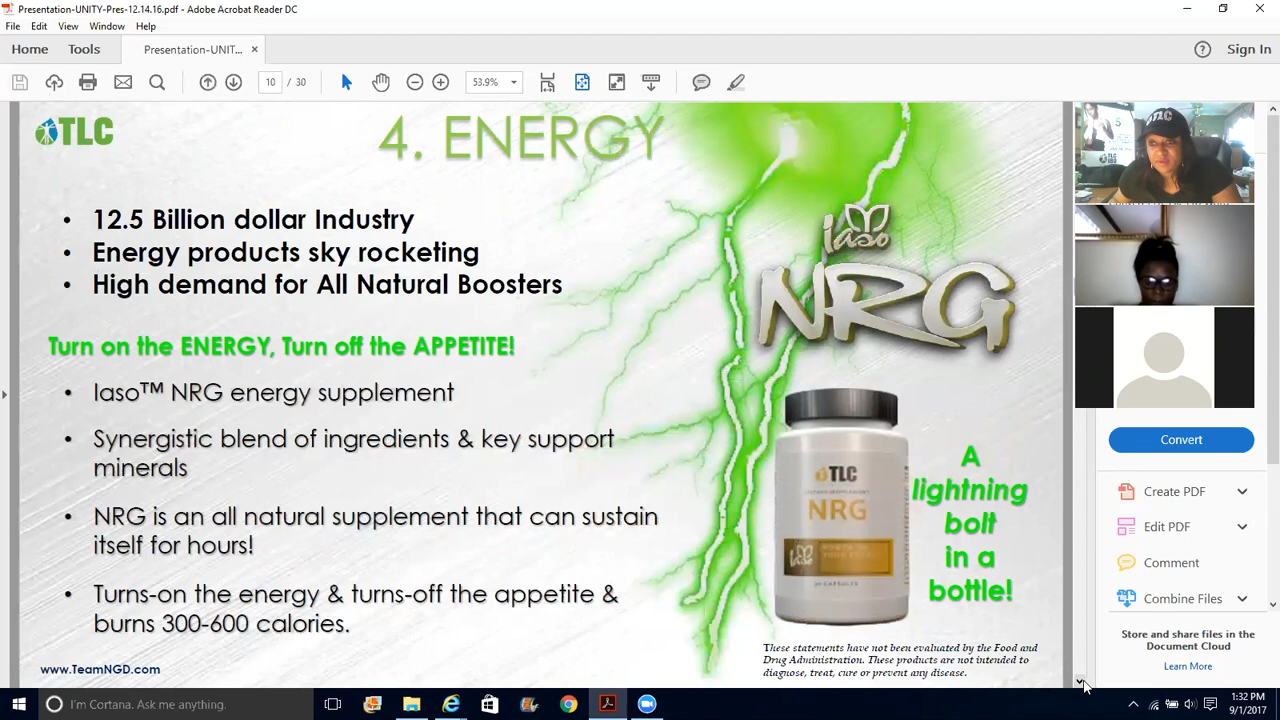 Presentation-UNITY-Pres-12.14.16.pdf - Adobe Acrobat Reader DC
File Edit View Window Help
Home Tools Presentation-UNIT... × Sign In
10 / 30 53.9%
TLC
4. ENERGY
• 12.5 Billion dollar Industry
• Energy products sky rocketing
• High demand for All Natural Boosters
Turn on the ENERGY, Turn off the APPETITE!
• Iaso™ NRG energy supplement
• Synergistic blend of ingredients & key support
minerals
• NRG is an all natural supplement that can sustain
itself for hours!
• Turns-on the energy & turns-off the appetite &
burns 300-600 calories.
www.TeamNGD.com
iaso
NRG
TLC
NRG
iaso
A
lightning
bolt
in a
bottle!
These statements have not been evaluated by the Food and
Drug Administration. These products are not intended to
diagnose, treat, cure or prevent any disease.
TLC
Convert
Create PDF
Edit PDF
Comment
Combine Files
Store and share files in the
Document Cloud
Learn More
I'm Cortana. Ask me anything.
1:32 PM
9/1/2017